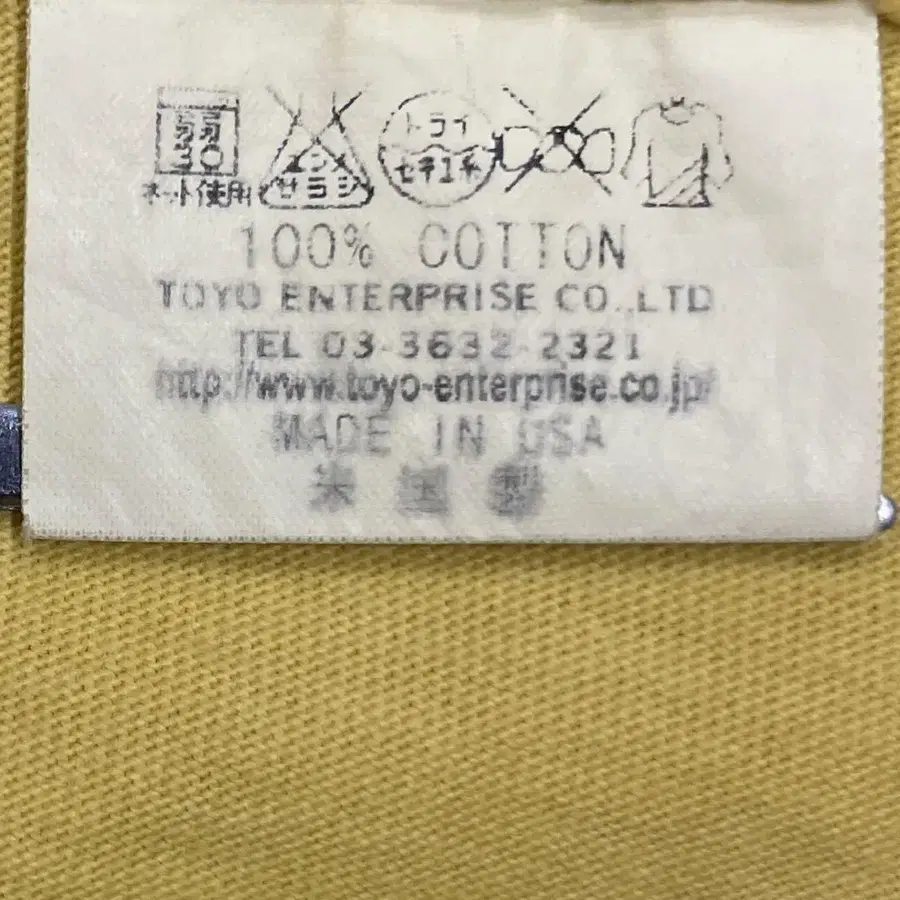 弱
30
ネット使用
エンソ
サラシ
ドライ
セキユ系
100% COTTON
TOYO ENTERPRISE CO.,LTD
TEL 03-3632-2321
http://www.toyo-enterprise.co.jp/
MADE IN USA
米国製